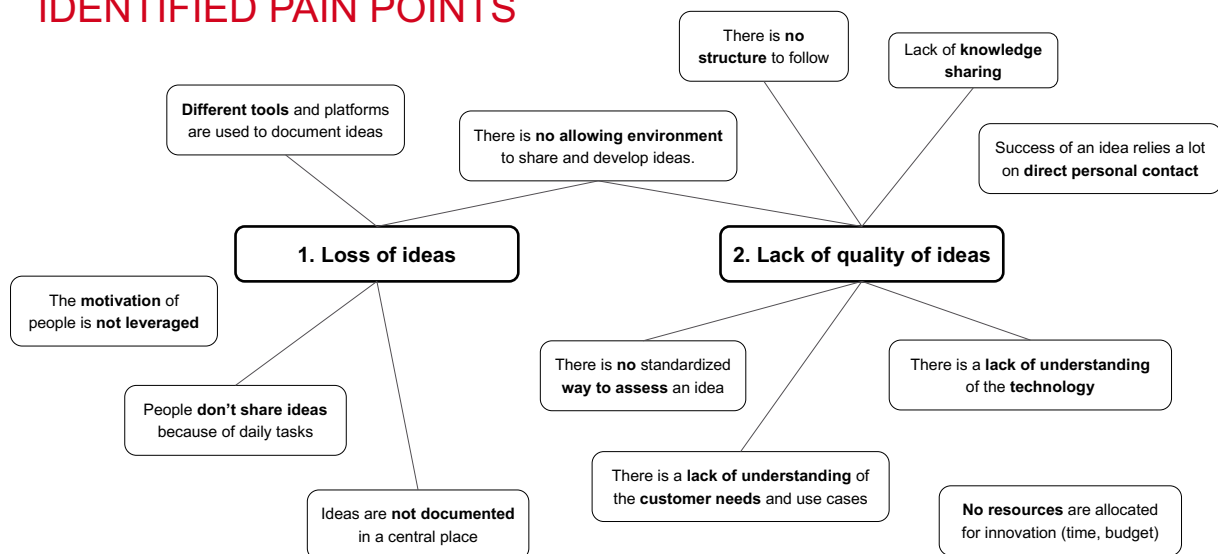 IDENTIFIED PAIN POINTS
There is no
structure to follow
Lack of knowledge
sharing
Different tools and platforms
are used to document ideas
There is no allowing environment
to share and develop ideas.
Success of an idea relies a lot
on direct personal contact
1. Loss of ideas
2. Lack of quality of ideas
The motivation of
people is not leveraged
There is no standardized
way to assess an idea
There is a lack of understanding
of the technology
People don’t share ideas
because of daily tasks
There is a lack of understanding of
the customer needs and use cases
Ideas are not documented
in a central place
No resources are allocated
for innovation (time, budget)